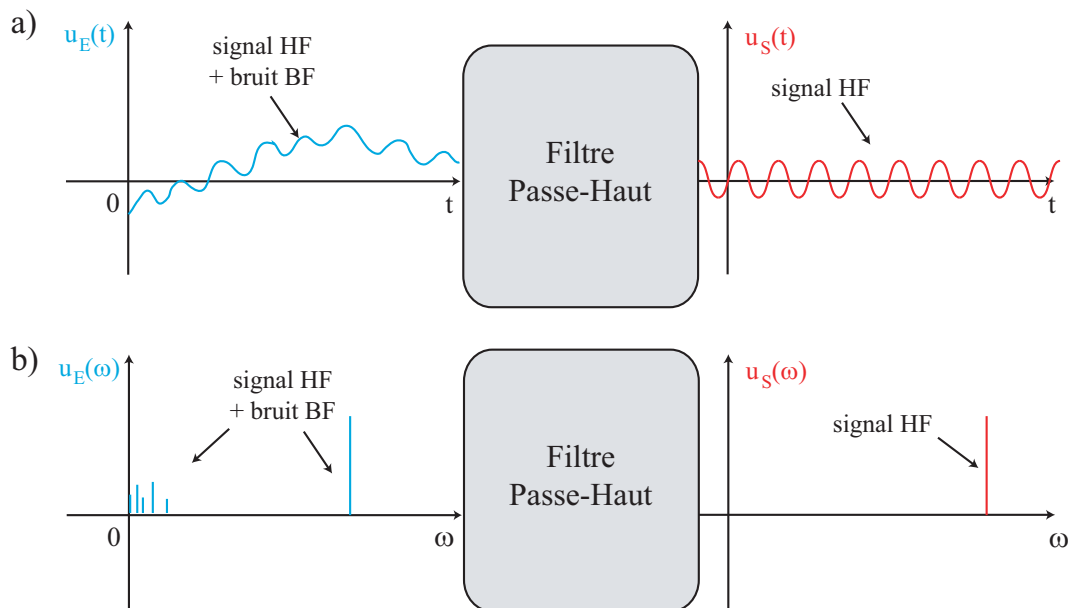 a)
u_E(t)
signal HF
+ bruit BF
0
t
Filtre
Passe-Haut
u_S(t)
signal HF
t
b)
u_E(ω)
signal HF
+ bruit BF
0
ω
Filtre
Passe-Haut
u_S(ω)
signal HF
ω